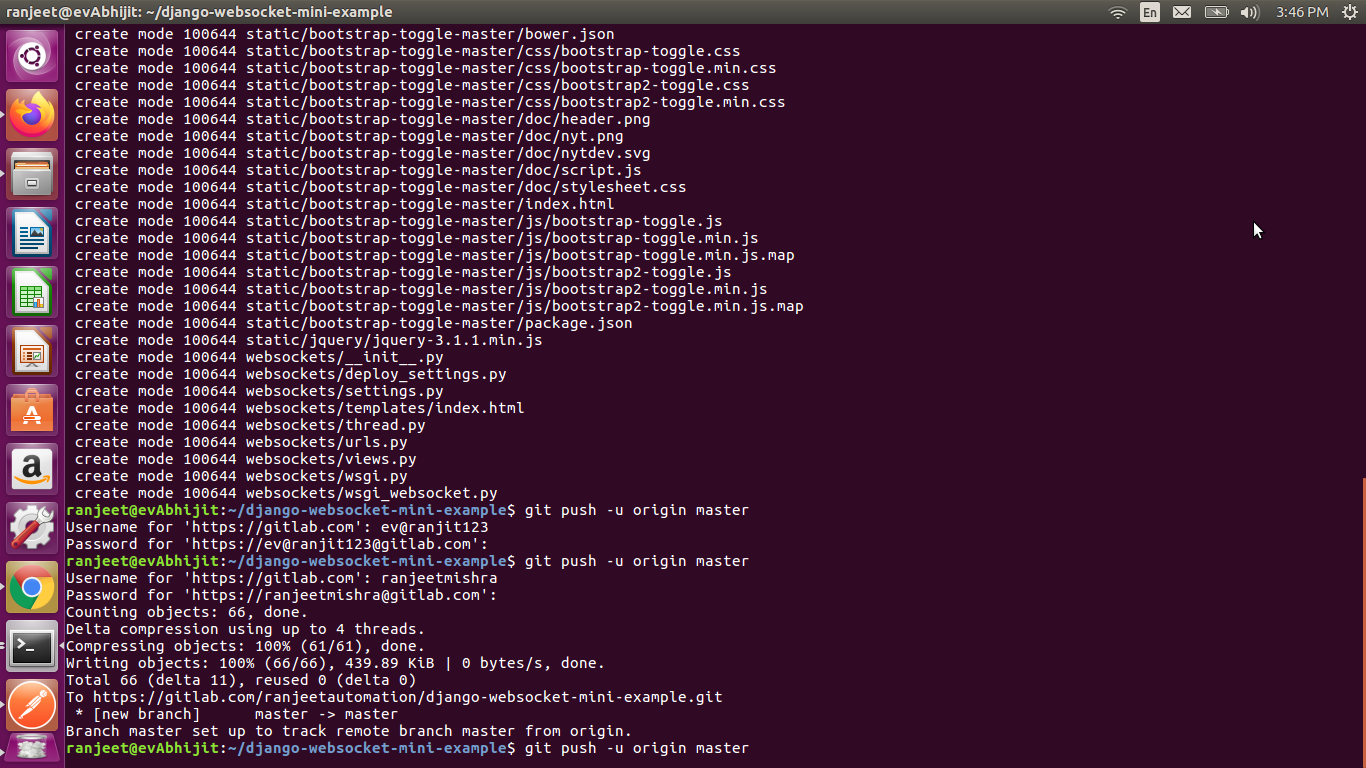 ranjeet@evAbhijit: ~/django-websocket-mini-example
En
3:46 PM
create mode 100644 static/bootstrap-toggle-master/bower.json
create mode 100644 static/bootstrap-toggle-master/css/bootstrap-toggle.css
create mode 100644 static/bootstrap-toggle-master/css/bootstrap-toggle.min.css
create mode 100644 static/bootstrap-toggle-master/css/bootstrap2-toggle.css
create mode 100644 static/bootstrap-toggle-master/css/bootstrap2-toggle.min.css
create mode 100644 static/bootstrap-toggle-master/doc/header.png
create mode 100644 static/bootstrap-toggle-master/doc/nyt.png
create mode 100644 static/bootstrap-toggle-master/doc/nytdev.svg
create mode 100644 static/bootstrap-toggle-master/doc/script.js
create mode 100644 static/bootstrap-toggle-master/doc/stylesheet.css
create mode 100644 static/bootstrap-toggle-master/index.html
create mode 100644 static/bootstrap-toggle-master/js/bootstrap-toggle.js
create mode 100644 static/bootstrap-toggle-master/js/bootstrap-toggle.min.js
create mode 100644 static/bootstrap-toggle-master/js/bootstrap-toggle.min.js.map
create mode 100644 static/bootstrap-toggle-master/js/bootstrap2-toggle.js
create mode 100644 static/bootstrap-toggle-master/js/bootstrap2-toggle.min.js
create mode 100644 static/bootstrap-toggle-master/js/bootstrap2-toggle.min.js.map
create mode 100644 static/bootstrap-toggle-master/package.json
create mode 100644 static/jquery/jquery-3.1.1.min.js
create mode 100644 websockets/__init__.py
create mode 100644 websockets/deploy_settings.py
create mode 100644 websockets/settings.py
create mode 100644 websockets/templates/index.html
create mode 100644 websockets/thread.py
create mode 100644 websockets/urls.py
create mode 100644 websockets/views.py
create mode 100644 websockets/wsgi.py
create mode 100644 websockets/wsgi_websocket.py
ranjeet@evAbhijit:~/django-websocket-mini-example$ git push -u origin master
Username for 'https://gitlab.com': ev@ranjit123
Password for 'https://ev@ranjit123@gitlab.com':
ranjeet@evAbhijit:~/django-websocket-mini-example$ git push -u origin master
Username for 'https://gitlab.com': ranjeetmishra
Password for 'https://ranjeetmishra@gitlab.com':
Counting objects: 66, done.
Delta compression using up to 4 threads.
Compressing objects: 100% (61/61), done.
Writing objects: 100% (66/66), 439.89 KiB | 0 bytes/s, done.
Total 66 (delta 11), reused 0 (delta 0)
To https://gitlab.com/ranjeetautomation/django-websocket-mini-example.git
* [new branch]      master -> master
Branch master set up to track remote branch master from origin.
ranjeet@evAbhijit:~/django-websocket-mini-example$ git push -u origin master